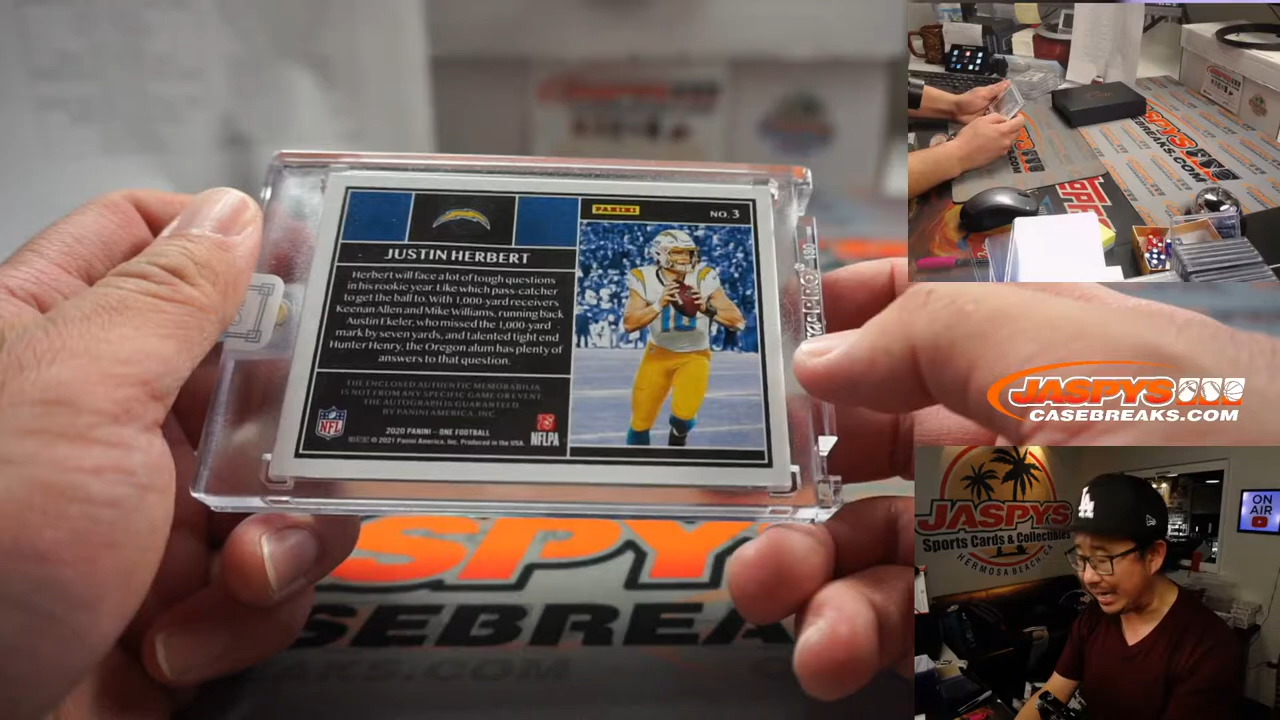 PANINI
NO. 3
JUSTIN HERBERT
Herbert will face a lot of tough questions
in his rookie year. Like which pass-catcher
to get the ball to. With 1,000-yard receivers
Keenan Allen and Mike Williams, running back
Austin Ekeler, who missed the 1,000-yard
mark by seven yards, and talented tight end
Hunter Henry, the Oregon alum has plenty of
answers to that question.
THE ENCLOSED AUTHENTIC MEMORABILIA
IS NOT FROM ANY SPECIFIC GAME OR EVENT.
THE AUTOGRAPH IS GUARANTEED
BY PANINI AMERICA, INC.
NFL
2020 PANINI – ONE FOOTBALL
© 2021 Panini America, Inc. Produced in the USA.
NFLPA
10
PRO
180
JASPYS
CASEBREAKS.COM
JASPYS
Sports Cards & Collectibles
HERMOSA BEACH, CA
LA
ON
AIR